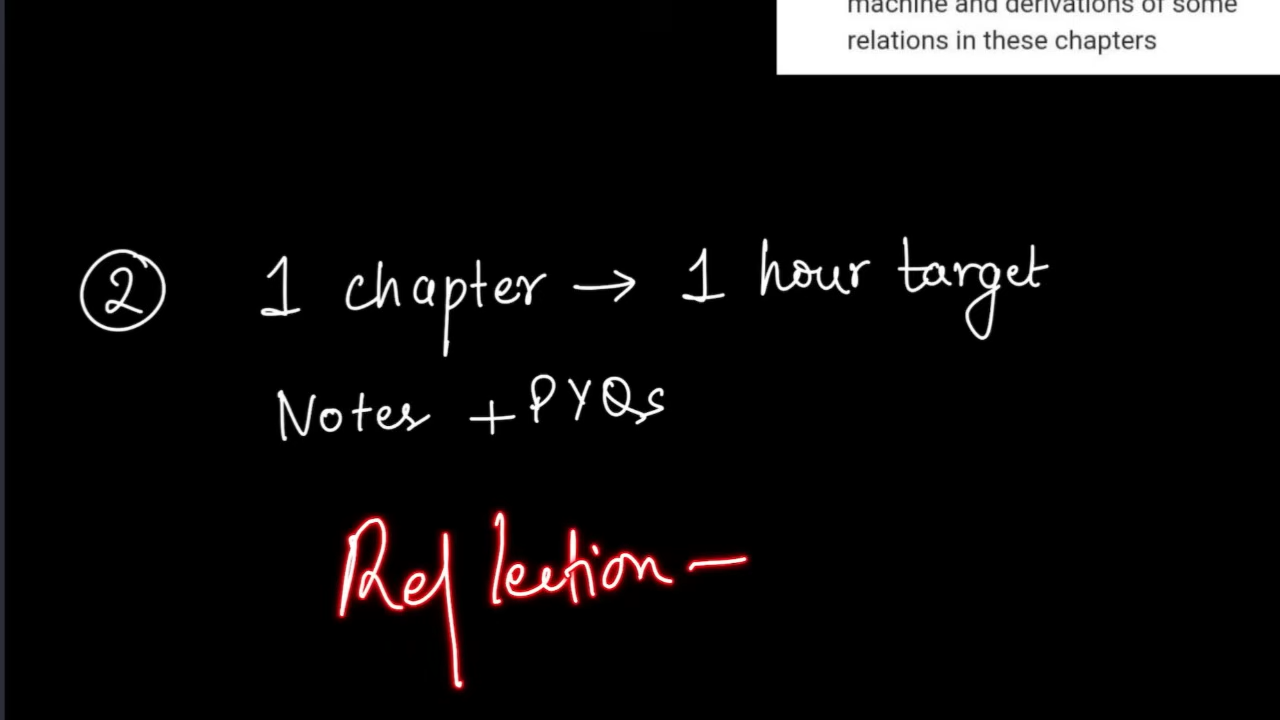 machine and derivations of some
relations in these chapters
② 1 chapter → 1 hour target
Notes + PYQs
Reflection –